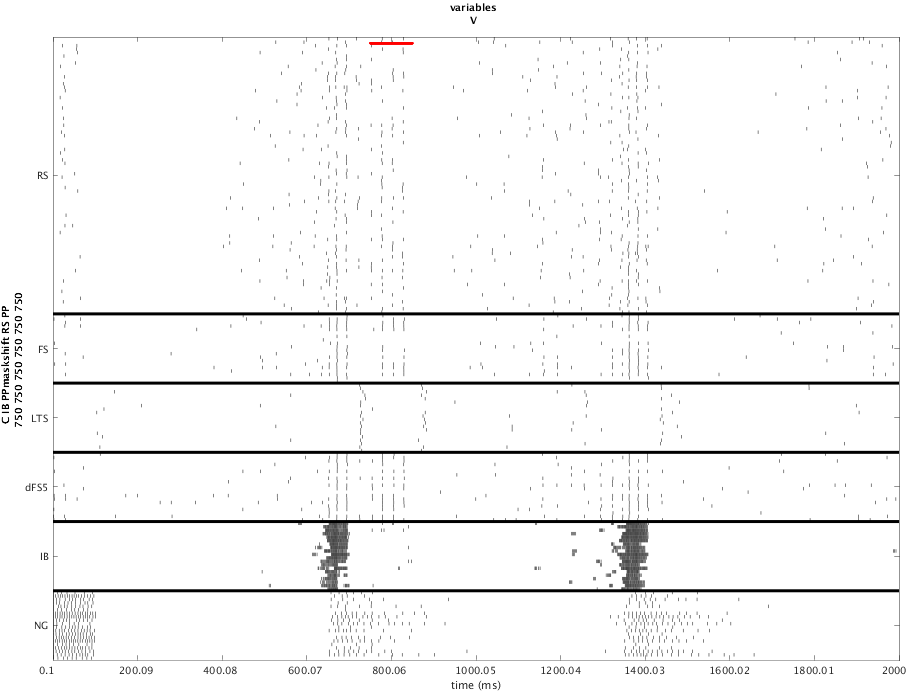 variables
V
C IB PPmaskshift RS PP
750 750 750 750 750 750
RS
FS
LTS
dFS5
IB
NG
0.1 200.09 400.08 600.07 800.06 1000.05 1200.04 1400.03 1600.02 1800.01 2000
time (ms)